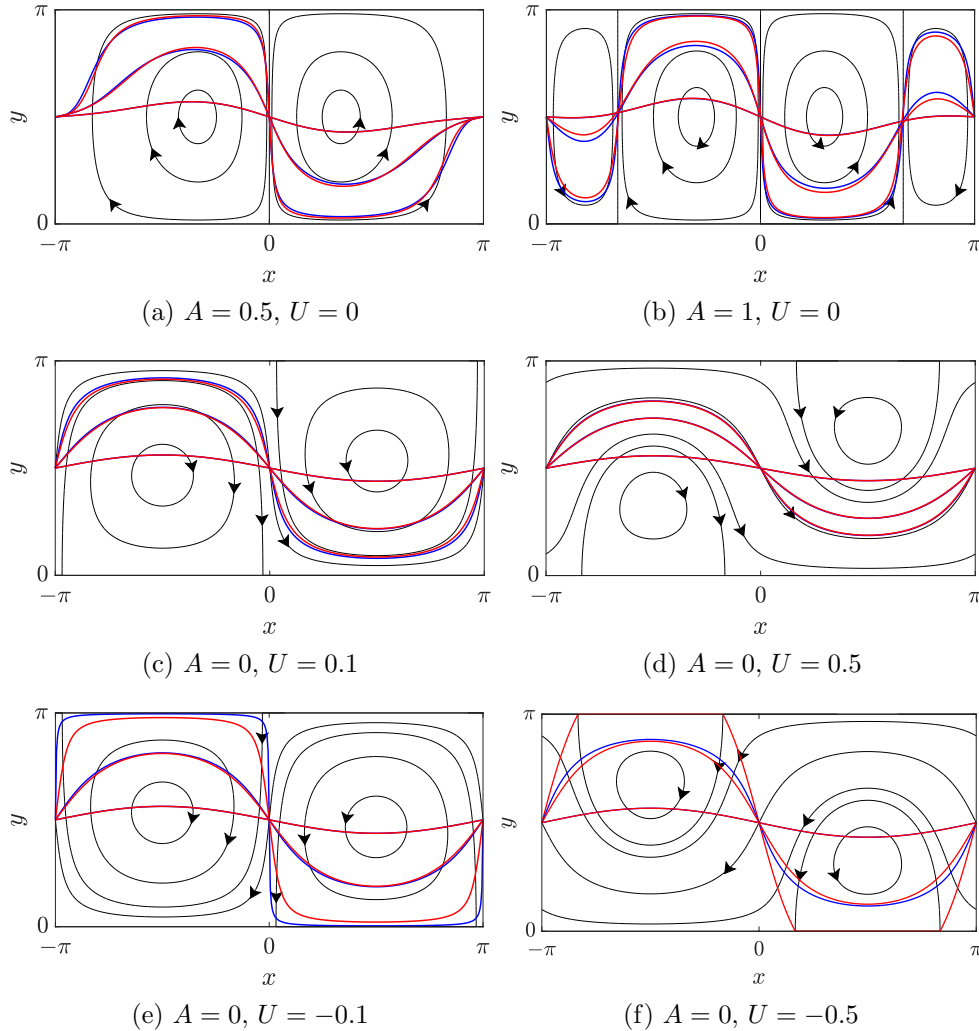 π
π
y
y
0
0
−π
0
π
−π
0
π
x
x
(a) A = 0.5, U = 0
(b) A = 1, U = 0
π
π
y
y
0
0
−π
0
π
−π
0
π
x
x
(c) A = 0, U = 0.1
(d) A = 0, U = 0.5
π
π
y
y
0
0
−π
0
π
−π
0
π
x
x
(e) A = 0, U = −0.1
(f) A = 0, U = −0.5